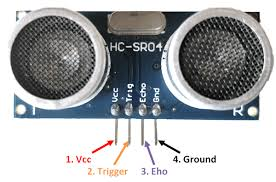 HC-SR04
T
R
Vcc
Trig
Echo
Gnd
1. Vcc
2. Trigger
3. Eho
4. Ground